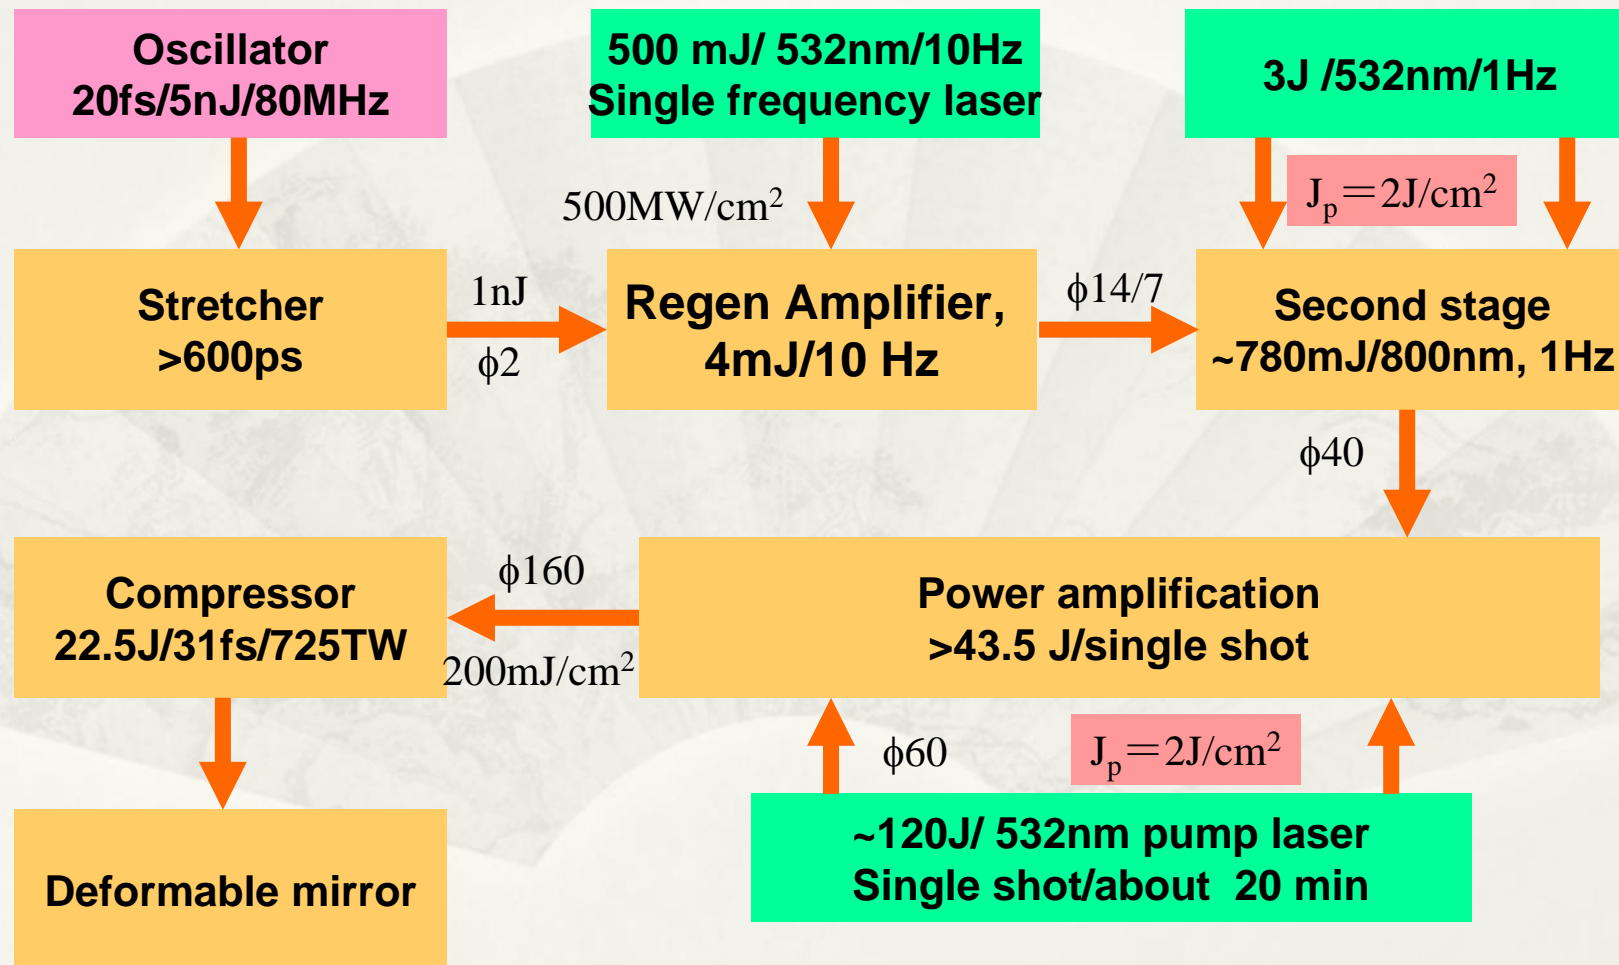 Oscillator
20fs/5nJ/80MHz
500 mJ/ 532nm/10Hz
Single frequency laser
3J /532nm/1Hz
500MW/cm²
Jₚ＝2J/cm²
Stretcher
>600ps
1nJ
ϕ2
Regen Amplifier,
4mJ/10 Hz
ϕ14/7
Second stage
~780mJ/800nm, 1Hz
ϕ40
Compressor
22.5J/31fs/725TW
ϕ160
200mJ/cm²
Power amplification
>43.5 J/single shot
ϕ60
Jₚ＝2J/cm²
Deformable mirror
~120J/ 532nm pump laser
Single shot/about  20 min